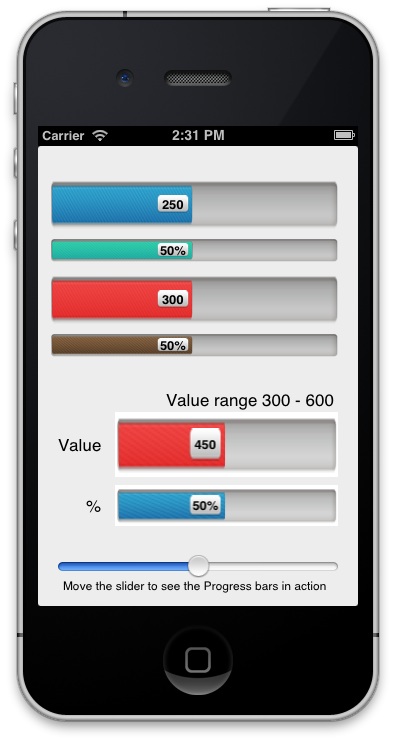 Carrier 2:31 PM
250
50%
300
50%
Value range 300 - 600
Value 450
% 50%
Move the slider to see the Progress bars in action